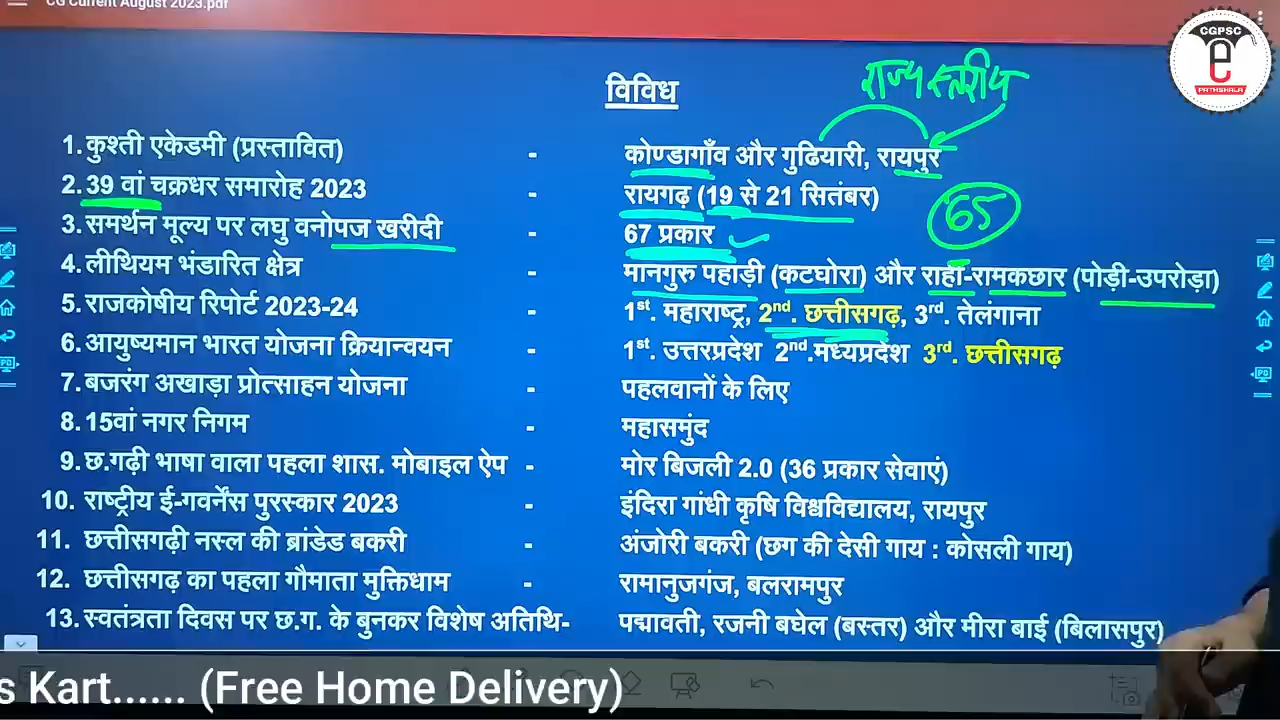 CG Current August 2023.pdf
CGPSC
e
PATHSHALA
राज्य स्तरीय
विविध
1. कुश्ती एकेडमी (प्रस्तावित) - कोण्डागाँव और गुढियारी, रायपुर
2. 39 वां चक्रधर समारोह 2023 - रायगढ़ (19 से 21 सितंबर)
65
3. समर्थन मूल्य पर लघु वनोपज खरीदी - 67 प्रकार
4. लीथियम भंडारित क्षेत्र - मानगुरु पहाड़ी (कटघोरा) और राहा-रामकछार (पोड़ी-उपरोड़ा)
5. राजकोषीय रिपोर्ट 2023-24 1st. महाराष्ट्र, 2nd. छत्तीसगढ़, 3rd. तेलंगाना
6. आयुष्यमान भारत योजना क्रियान्वयन - 1st. उत्तरप्रदेश 2nd.मध्यप्रदेश 3rd. छत्तीसगढ़
7. बजरंग अखाड़ा प्रोत्साहन योजना - पहलवानों के लिए
8. 15वां नगर निगम - महासमुंद
9. छ.गढ़ी भाषा वाला पहला शास. मोबाइल ऐप - मोर बिजली 2.0 (36 प्रकार सेवाएं)
10. राष्ट्रीय ई-गवर्नेंस पुरस्कार 2023 - इंदिरा गांधी कृषि विश्वविद्यालय, रायपुर
11. छत्तीसगढ़ी नस्ल की ब्रांडेड बकरी - अंजोरी बकरी (छग की देसी गाय : कोसली गाय)
12. छत्तीसगढ़ का पहला गौमाता मुक्तिधाम - रामानुजगंज, बलरामपुर
13. स्वतंत्रता दिवस पर छ.ग. के बुनकर विशेष अतिथि- पद्मावती, रजनी बघेल (बस्तर) और मीरा बाई (बिलासपुर)
s Kart...... (Free Home Delivery)